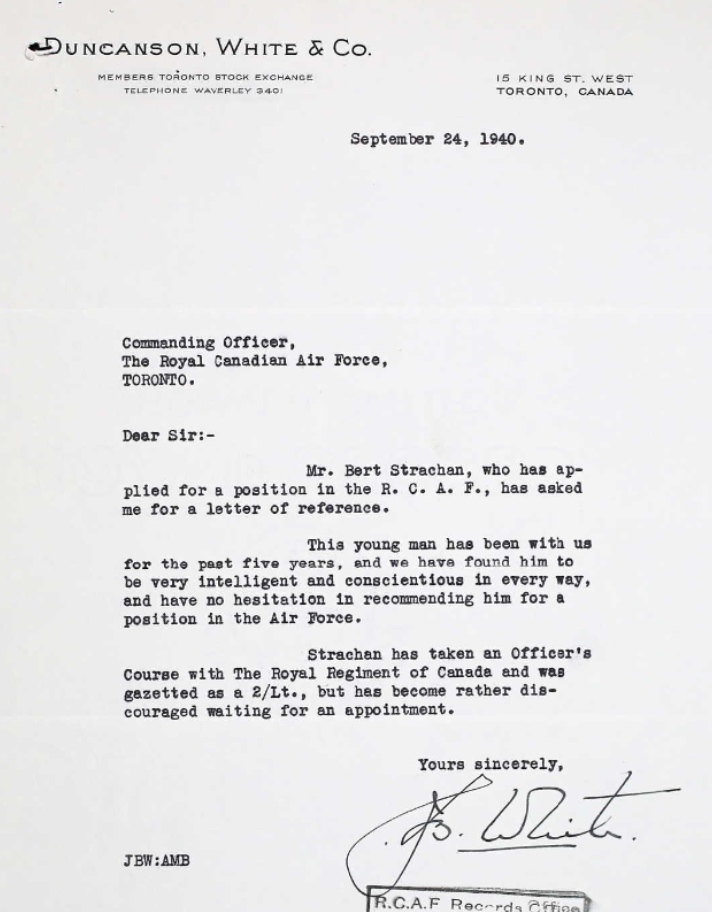 DUNCANSON, WHITE & CO.
MEMBERS TORONTO STOCK EXCHANGE
TELEPHONE WAVERLEY 3401
15 KING ST. WEST
TORONTO, CANADA
September 24, 1940.
Commanding Officer,
The Royal Canadian Air Force,
TORONTO.
Dear Sir:-
Mr. Bert Strachan, who has ap-
plied for a position in the R. C. A. F., has asked
me for a letter of reference.
This young man has been with us
for the past five years, and we have found him to
be very intelligent and conscientious in every way,
and have no hesitation in recommending him for a
position in the Air Force.
Strachan has taken an Officer's
Course with The Royal Regiment of Canada and was
gazetted as a 2/Lt., but has become rather dis-
couraged waiting for an appointment.
Yours sincerely,
J.B. White.
JBW:AMB
R.C.A.F Records Office